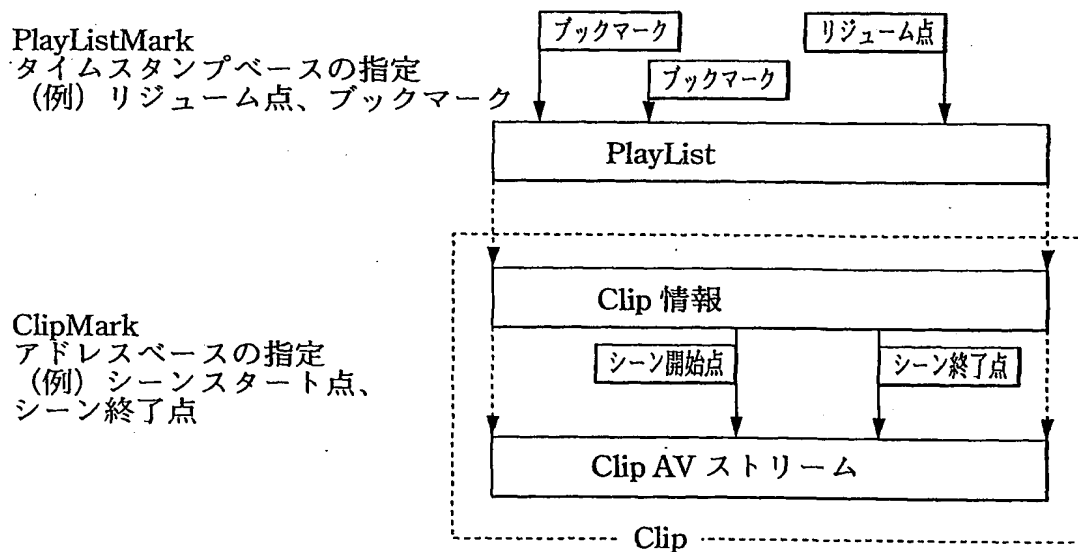 PlayListMark
タイムスタンプベースの指定
（例）リジューム点、ブックマーク
ブックマーク
リジューム点
ブックマーク
PlayList
Clip 情報
ClipMark
アドレスベースの指定
（例）シーンスタート点、
シーン終了点
シーン開始点
シーン終了点
Clip AV ストリーム
Clip